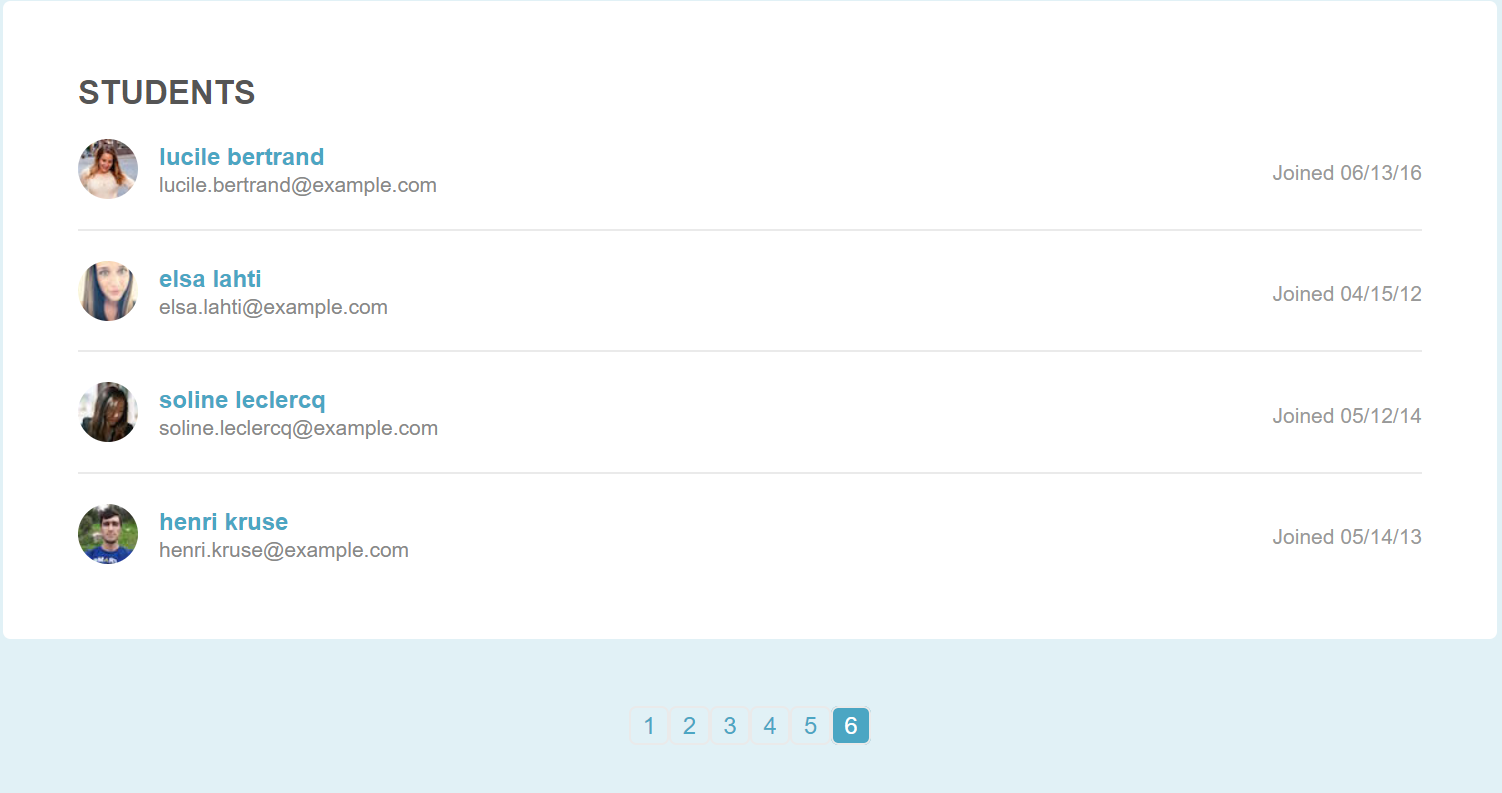 STUDENTS
lucile bertrand
lucile.bertrand@example.com
Joined 06/13/16
elsa lahti
elsa.lahti@example.com
Joined 04/15/12
soline leclercq
soline.leclercq@example.com
Joined 05/12/14
henri kruse
henri.kruse@example.com
Joined 05/14/13
1 2 3 4 5 6